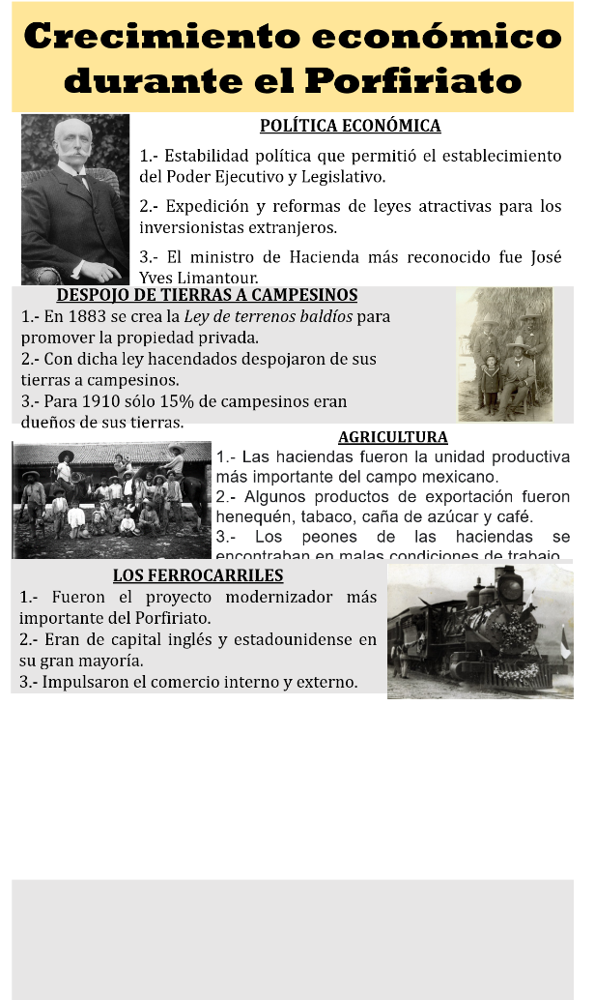 Crecimiento económico
durante el Porfiriato
POLÍTICA ECONÓMICA
1.- Estabilidad política que permitió el establecimiento
del Poder Ejecutivo y Legislativo.
2.- Expedición y reformas de leyes atractivas para los
inversionistas extranjeros.
3.- El ministro de Hacienda más reconocido fue José
Yves Limantour.
DESPOJO DE TIERRAS A CAMPESINOS
1.- En 1883 se crea la Ley de terrenos baldíos para
promover la propiedad privada.
2.- Con dicha ley hacendados despojaron de sus
tierras a campesinos.
3.- Para 1910 sólo 15% de campesinos eran
dueños de sus tierras.
AGRICULTURA
1.- Las haciendas fueron la unidad productiva
más importante del campo mexicano.
2.- Algunos productos de exportación fueron
henequén, tabaco, caña de azúcar y café.
3.- Los peones de las haciendas se
encontraban en malas condiciones de trabajo.
LOS FERROCARRILES
1.- Fueron el proyecto modernizador más
importante del Porfiriato.
2.- Eran de capital inglés y estadounidense en
su gran mayoría.
3.- Impulsaron el comercio interno y externo.